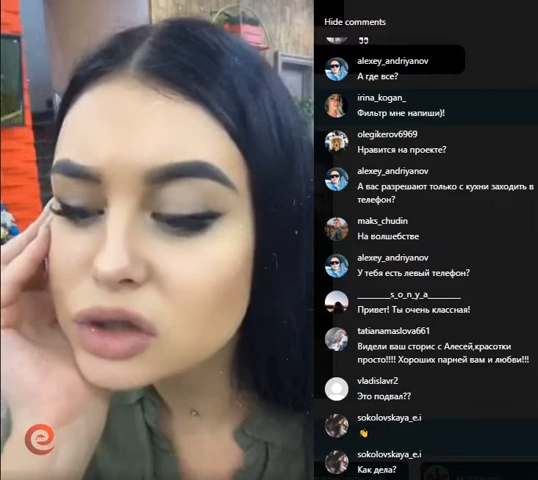 Hide comments
alexey_andriyanov
А где все?
irina_kogan_
Фильтр мне напиши)!
olegikerov6969
Нравится на проекте?
alexey_andriyanov
А вас разрешают только с кухни заходить в
телефон?
maks_chudin
На волшебстве
alexey_andriyanov
У тебя есть левый телефон?
_________s_o_n_y_a_________
Привет! Ты очень классная!
tatianamaslova661
Видели ваш сторис с Алесей,красотки
просто!!!! Хороших парней вам и любви!!!
vladislavr2
Это подвал??
sokolovskaya_e.i
👏
sokolovskaya_e.i
Как дела?